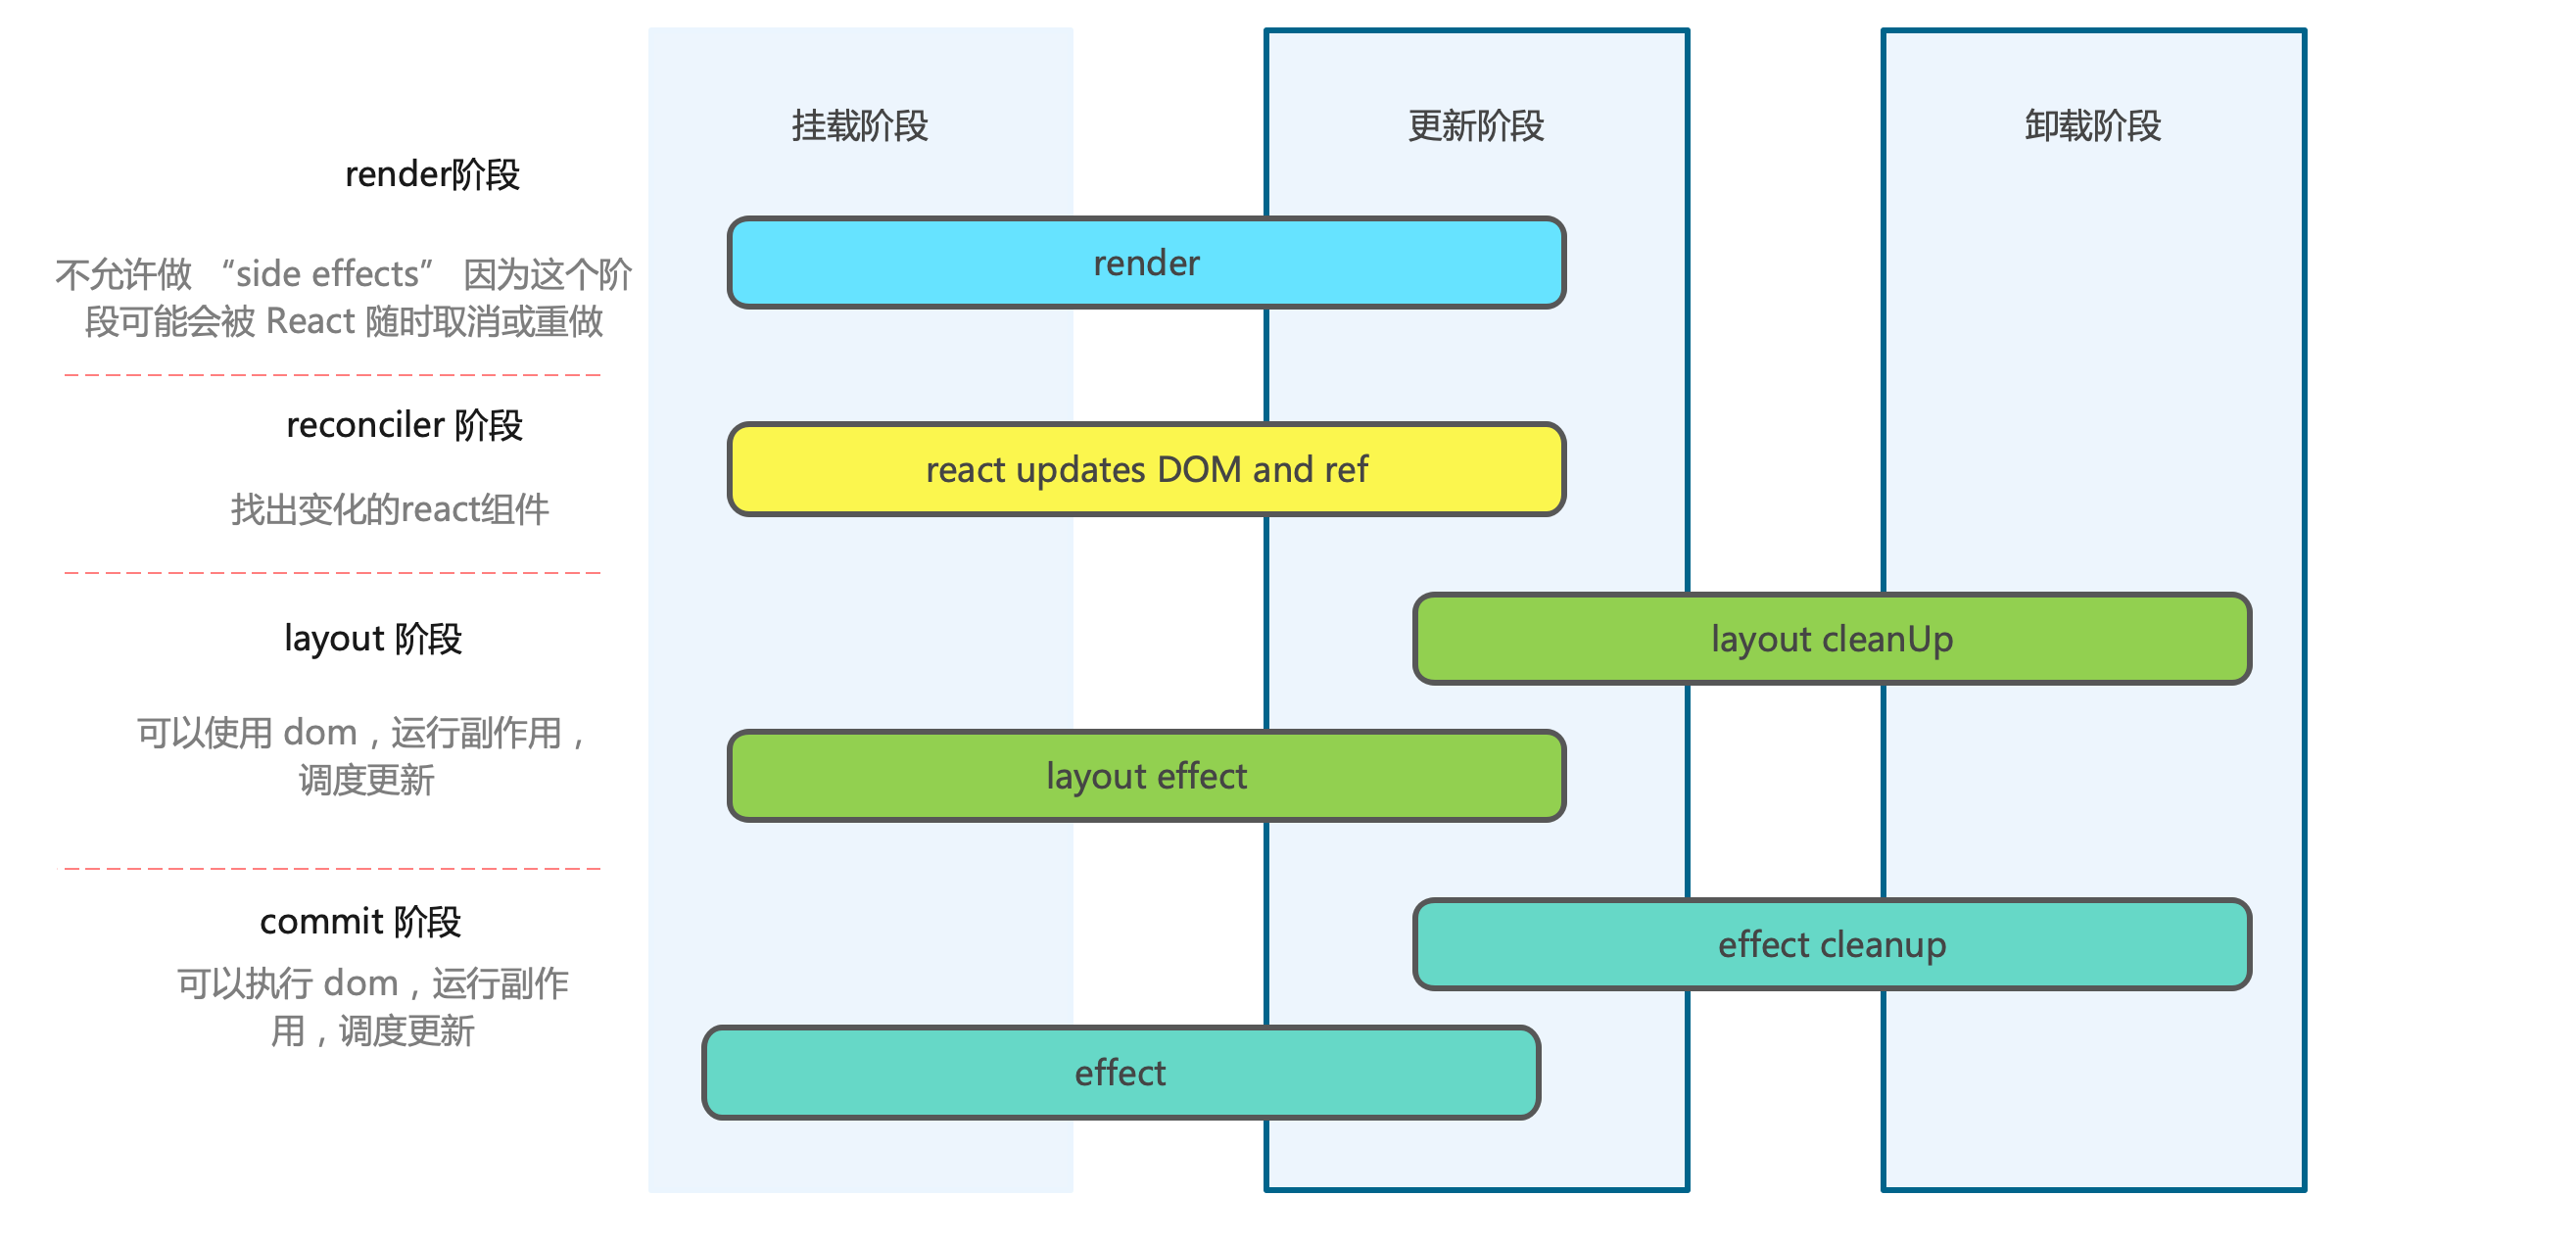 挂载阶段
更新阶段
卸载阶段
render阶段
不允许做 “side effects” 因为这个阶
段可能会被 React 随时取消或重做
render
reconciler 阶段
找出变化的react组件
react updates DOM and ref
layout 阶段
可以使用 dom，运行副作用，
调度更新
layout cleanUp
layout effect
commit 阶段
可以执行 dom，运行副作
用，调度更新
effect cleanup
effect